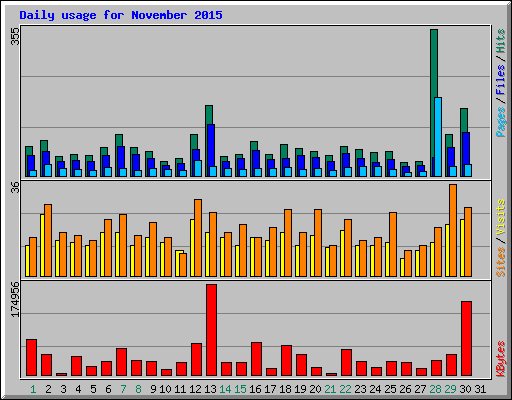 Daily usage for November 2015
355
Pages / Files / Hits
36
Sites / Visits
174956
KBytes
1 2 3 4 5 6 7 8 9 10 11 12 13 14 15 16 17 18 19 20 21 22 23 24 25 26 27 28 29 30 31